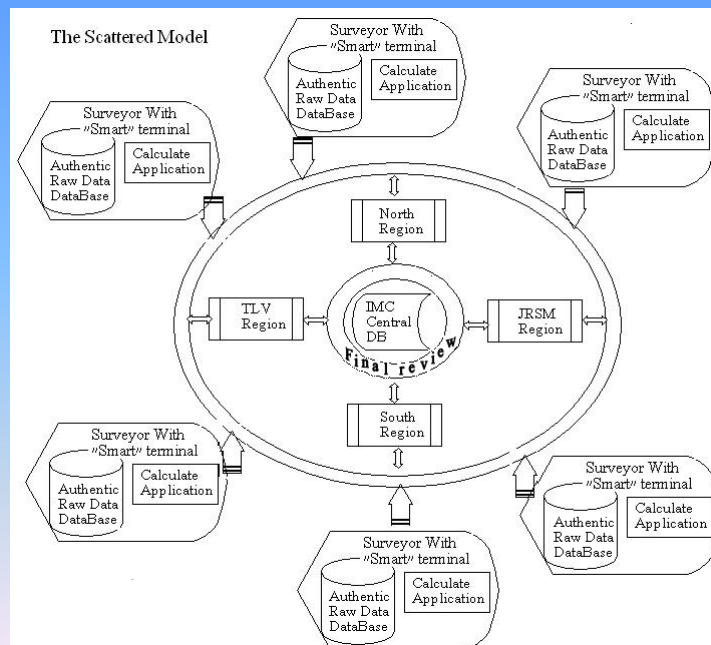 The Scattered Model
Surveyor With
"Smart" terminal
Authentic
Raw Data
DataBase
Calculate
Application
Surveyor With
"Smart" terminal
Authentic
Raw Data
DataBase
Calculate
Application
Surveyor With
"Smart" terminal
Authentic
Raw Data
DataBase
Calculate
Application
North
Region
TLV
Region
IMC
Central
DB
Final review
JRSM
Region
South
Region
Surveyor With
"Smart" terminal
Authentic
Raw Data
DataBase
Calculate
Application
Surveyor With
"Smart" terminal
Authentic
Raw Data
DataBase
Calculate
Application
Surveyor With
"Smart" terminal
Authentic
Raw Data
DataBase
Calculate
Application